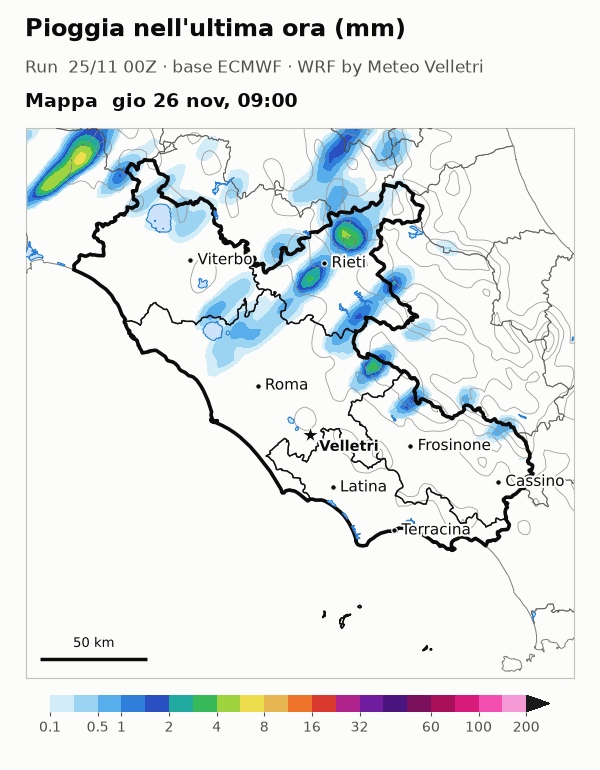 Pioggia nell'ultima ora (mm)
Run  25/11 00Z · base ECMWF · WRF by Meteo Velletri
Mappa  gio 26 nov, 09:00
Viterbo
Rieti
Roma
Velletri
Frosinone
Latina
Cassino
Terracina
50 km
0.1 0.5 1 2 4 8 16 32 60 100 200